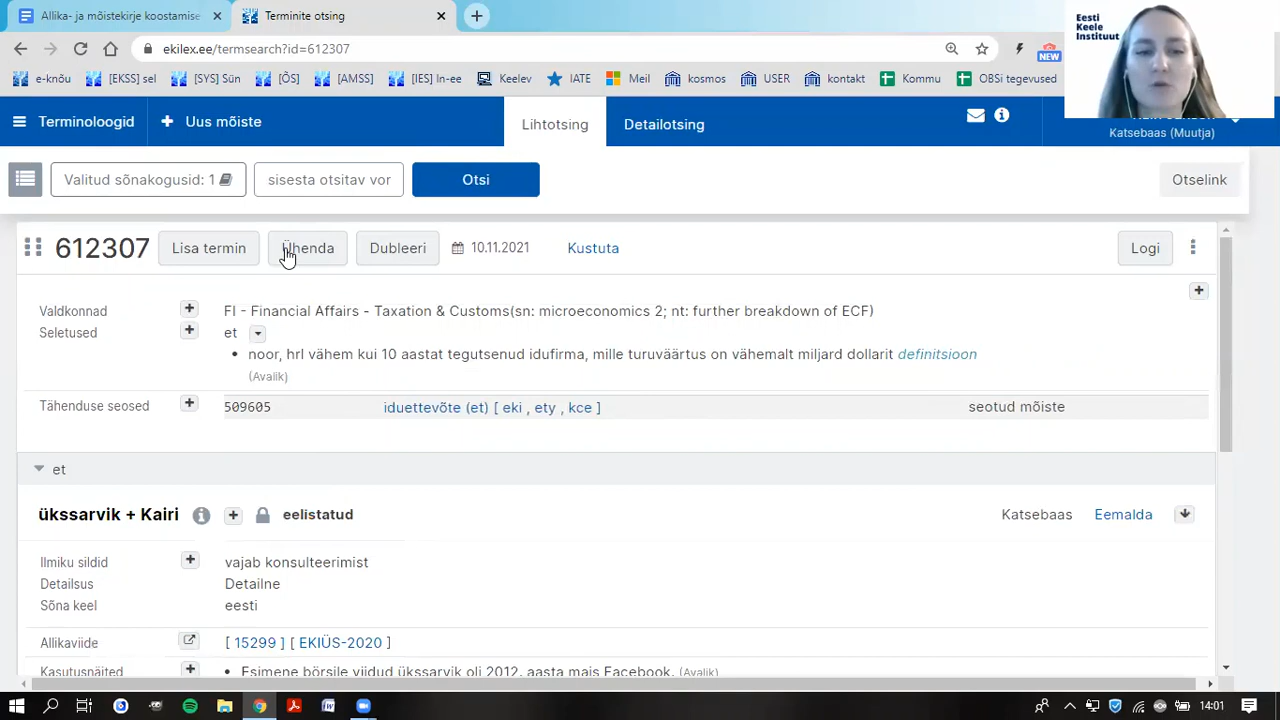 Allika- ja mõistekirje koostamise
Terminite otsing
ekilex.ee/termsearch?id=612307
NEW
e-knõu
[EKSS] sel
[SYS] Sün
[ÕS]
[AMSS]
[IES] In-ee
Keelev
IATE
Meil
kosmos
USER
kontakt
Kommu
OBSi tegevused
Eesti
Keele
Instituut
Terminoloogid
Uus mõiste
Lihtotsing
Detailotsing
Katsebaas (Muutja)
Valitud sõnakogusid: 1
sisesta otsitav vor
Otsi
Otselink
612307
Lisa termin
Ühenda
Dubleeri
10.11.2021
Kustuta
Logi
Valdkonnad
FI - Financial Affairs - Taxation & Customs(sn: microeconomics 2; nt: further breakdown of ECF)
Seletused
et
• noor, hrl vähem kui 10 aastat tegutsenud idufirma, mille turuväärtus on vähemalt miljard dollarit definitsioon
(Avalik)
Tähenduse seosed
509605
iduettevõte (et) [ eki , ety , kce ]
seotud mõiste
et
ükssarvik + Kairi
eelistatud
Katsebaas
Eemalda
Ilmiku sildid
vajab konsulteerimist
Detailsus
Detailne
Sõna keel
eesti
Allikaviide
[ 15299 ] [ EKIÜS-2020 ]
Kasutusnäited
• Esimene börsile viidud ükssarvik oli 2012. aasta mais Facebook. (Avalik)
14:01